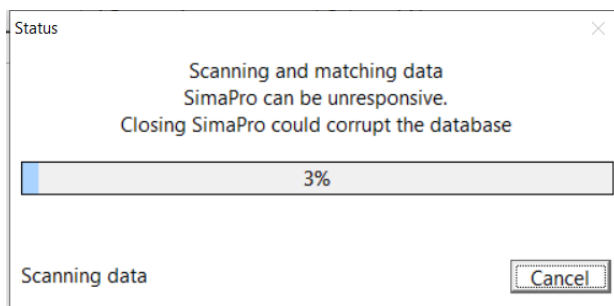 Status
Scanning and matching data
SimaPro can be unresponsive.
Closing SimaPro could corrupt the database
3%
Scanning data
Cancel